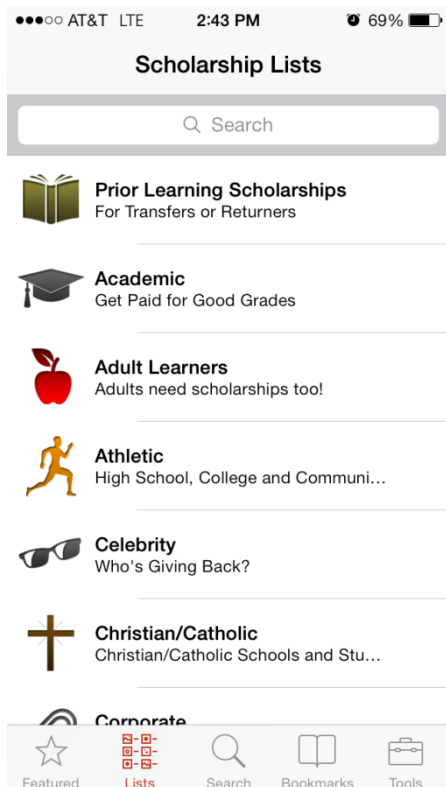 AT&T LTE 2:43 PM 69%
Scholarship Lists
Search
Prior Learning Scholarships
For Transfers or Returners
Academic
Get Paid for Good Grades
Adult Learners
Adults need scholarships too!
Athletic
High School, College and Communi...
Celebrity
Who's Giving Back?
Christian/Catholic
Christian/Catholic Schools and Stu...
Corporate
Featured Lists Search Bookmarks Tools